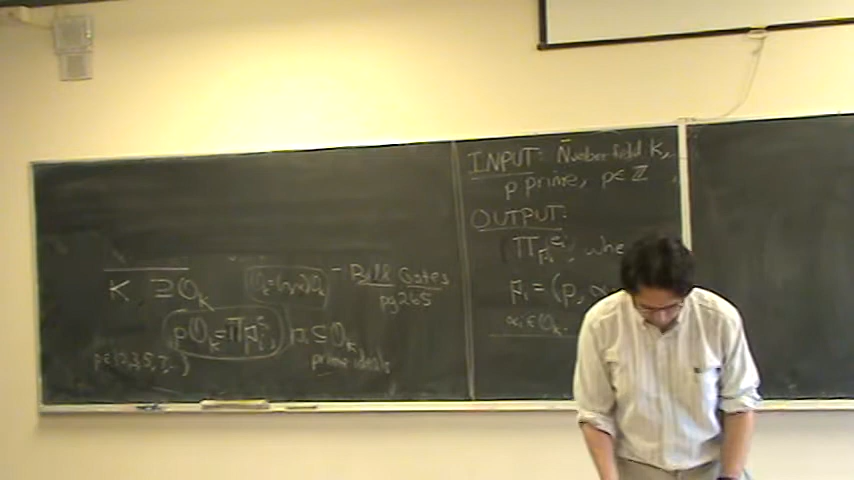 K ⊇ O_K
- Bill Gates
pg 265
pO_K = ∏ p_i^{e_i}, p_i ⊆ O_K
prime ideals
p ∈ {2,3,5,7,...}
INPUT: Number field K,
p prime, p ∈ ℤ
OUTPUT:
∏ p_i^{e_i}, whe
p_i = (p, α
α_i ∈ O_K.